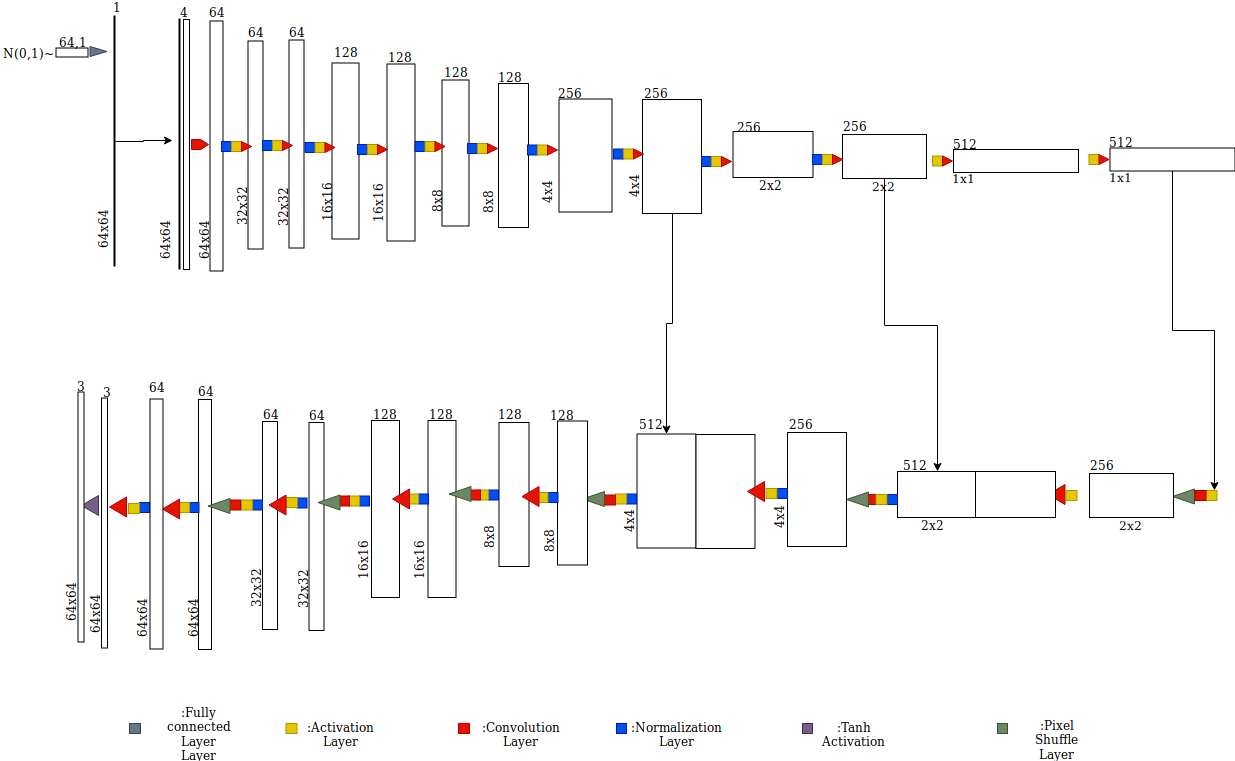 1
4
64
64
64
128
128
128
128
256
256
256
256
512
512
N(0,1)~
64,1
64x64
64x64
64x64
32x32
32x32
16x16
16x16
8x8
8x8
4x4
4x4
2x2
2x2
1x1
1x1
3
3
64
64
64
64
128
128
128
128
512
256
512
256
64x64
64x64
64x64
64x64
32x32
32x32
16x16
16x16
8x8
8x8
4x4
4x4
2x2
2x2
:Fully
connected
Layer
Layer
:Activation
Layer
:Convolution
Layer
:Normalization
Layer
:Tanh
Activation
:Pixel
Shuffle
Layer